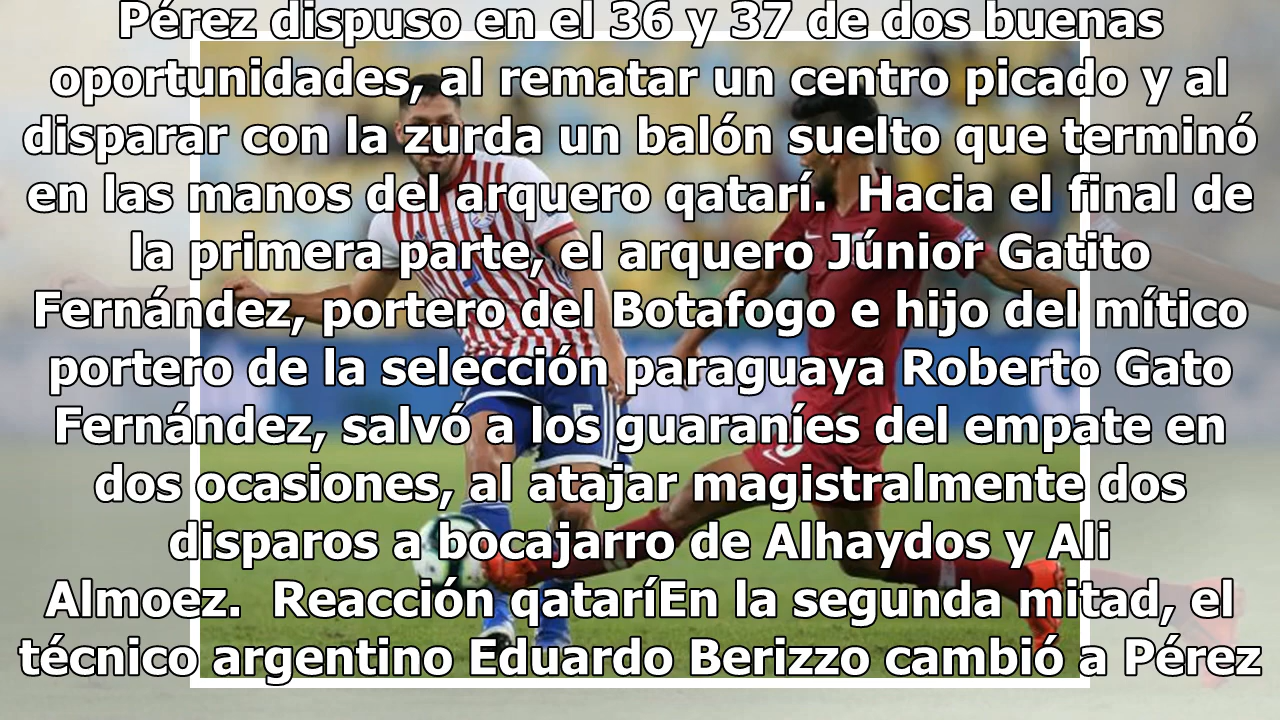 Pérez dispuso en el 36 y 37 de dos buenas
oportunidades, al rematar un centro picado y al
disparar con la zurda un balón suelto que terminó
en las manos del arquero qatarí.  Hacia el final de
la primera parte, el arquero Júnior Gatito
Fernández, portero del Botafogo e hijo del mítico
portero de la selección paraguaya Roberto Gato
Fernández, salvó a los guaraníes del empate en
dos ocasiones, al atajar magistralmente dos
disparos a bocajarro de Alhaydos y Ali
Almoez.  Reacción qataríEn la segunda mitad, el
técnico argentino Eduardo Berizzo cambió a Pérez